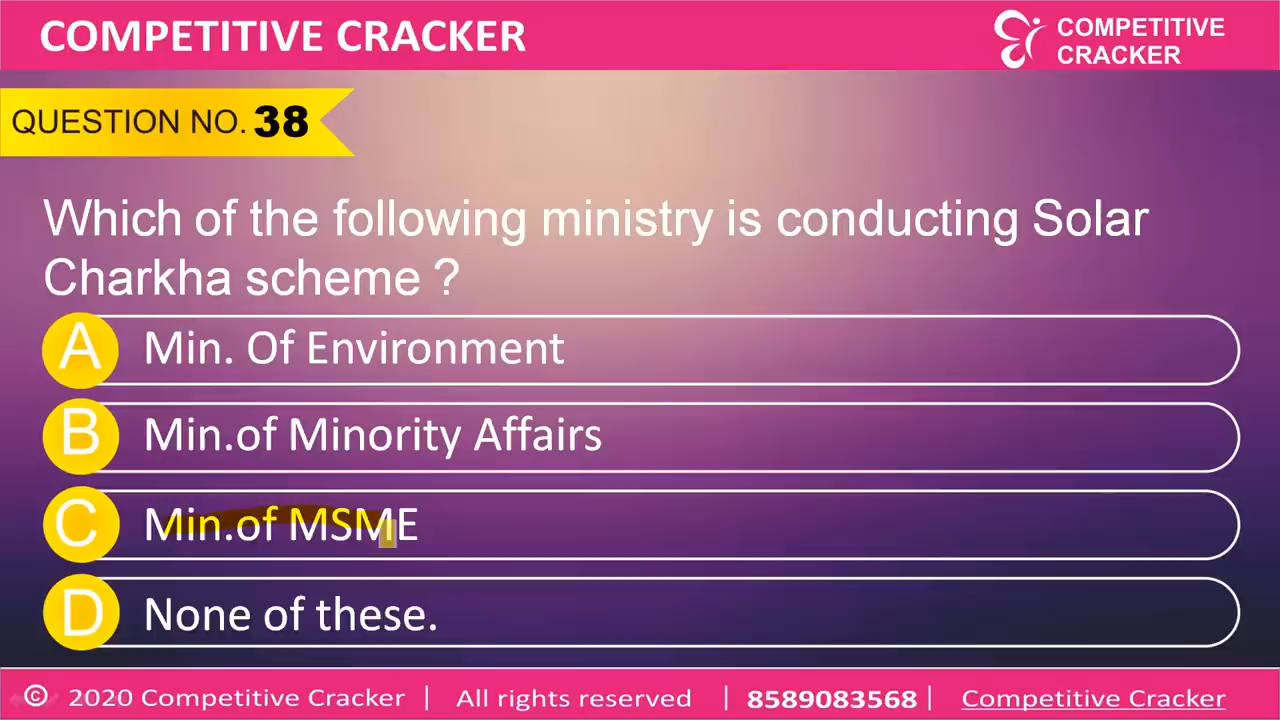 COMPETITIVE CRACKER
COMPETITIVE
CRACKER
QUESTION NO. 38
Which of the following ministry is conducting Solar
Charkha scheme ?
A Min. Of Environment
B Min.of Minority Affairs
C Min.of MSME
D None of these.
© 2020 Competitive Cracker | All rights reserved | 8589083568 | Competitive Cracker